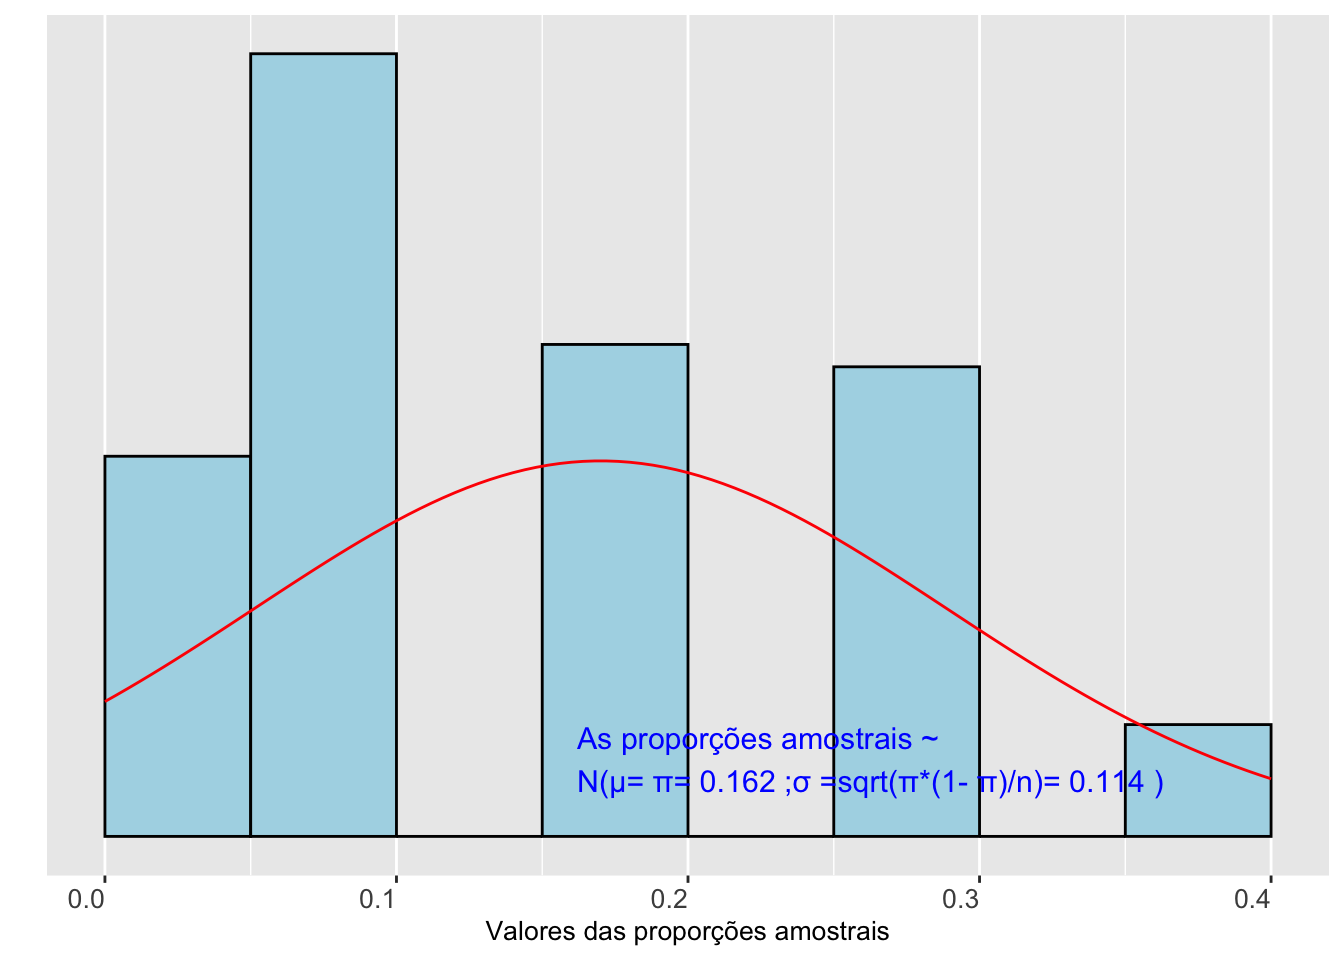 As proporções amostrais ~
N(μ= π= 0.162 ;σ =sqrt(π*(1- π)/n)= 0.114 )
0.0 0.1 0.2 0.3 0.4
Valores das proporções amostrais